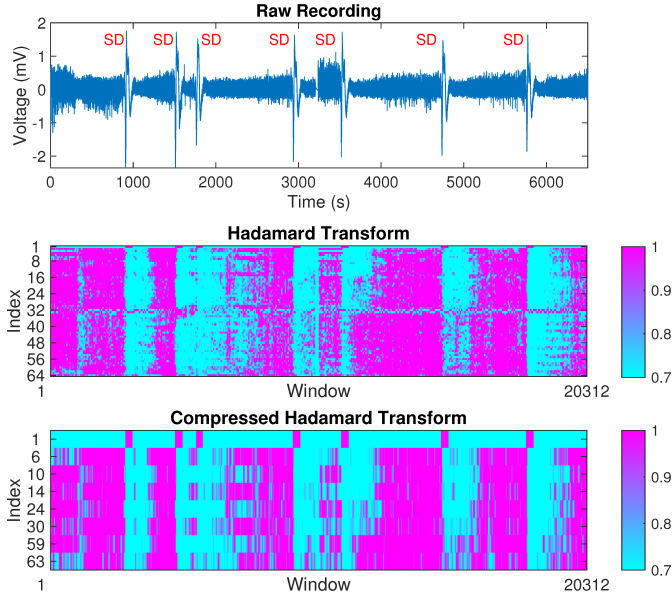 Raw Recording
SD SD SD SD SD SD SD
Voltage (mV)
2
1
0
-1
-2
0 1000 2000 3000 4000 5000 6000
Time (s)
Hadamard Transform
Index
1
8
16
24
32
40
48
56
64
1 Window 20312
1
0.9
0.8
0.7
Compressed Hadamard Transform
Index
1
6
10
14
24
30
59
63
1 Window 20312
1
0.9
0.8
0.7